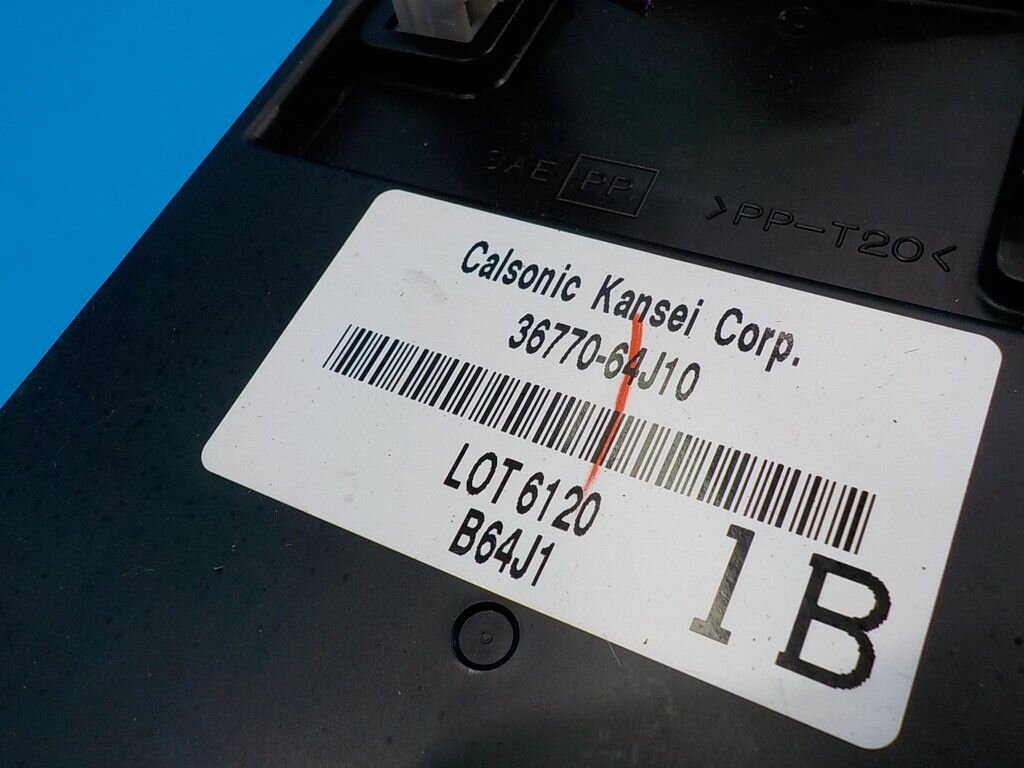 SAE PP
>PP-T20<
Calsonic Kansei Corp.
36770-64J10
LOT 6120
B64J1
1B